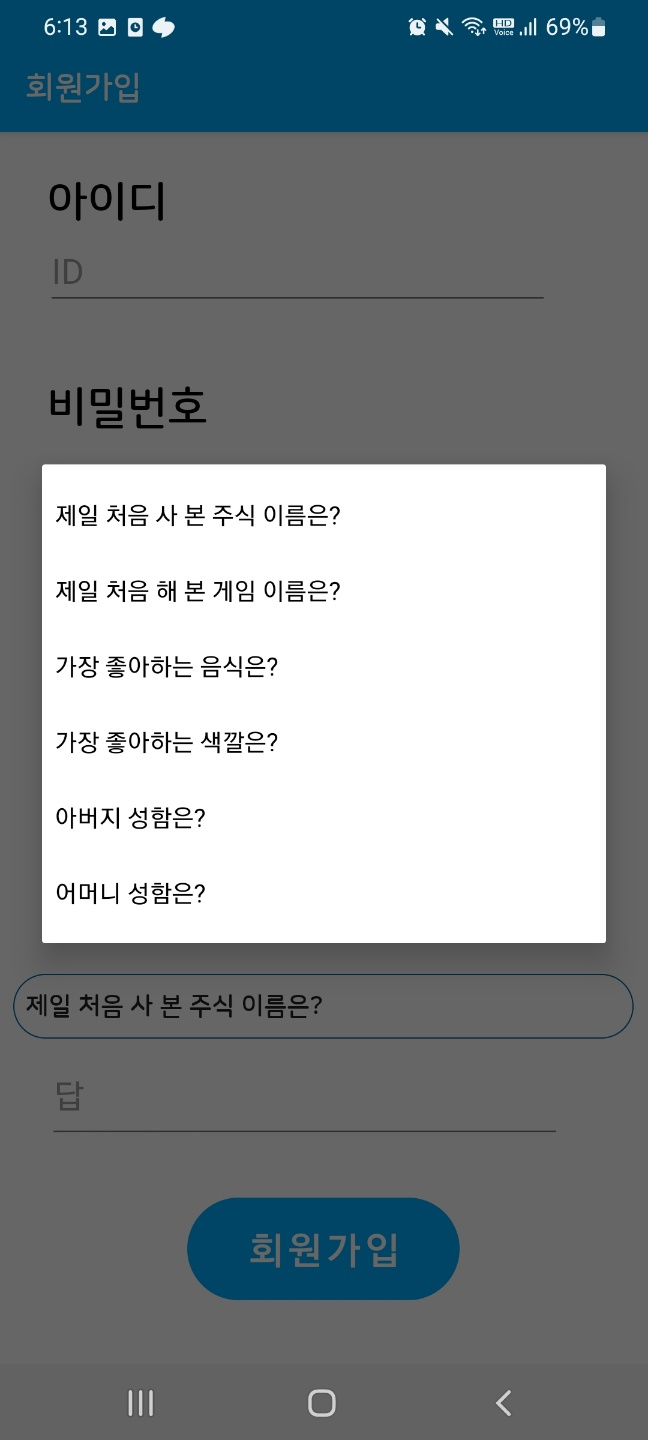 6:13 HD Voice 69%
회원가입
아이디
ID
비밀번호
제일 처음 사 본 주식 이름은?
제일 처음 해 본 게임 이름은?
가장 좋아하는 음식은?
가장 좋아하는 색깔은?
아버지 성함은?
어머니 성함은?
제일 처음 사 본 주식 이름은?
답
회원가입